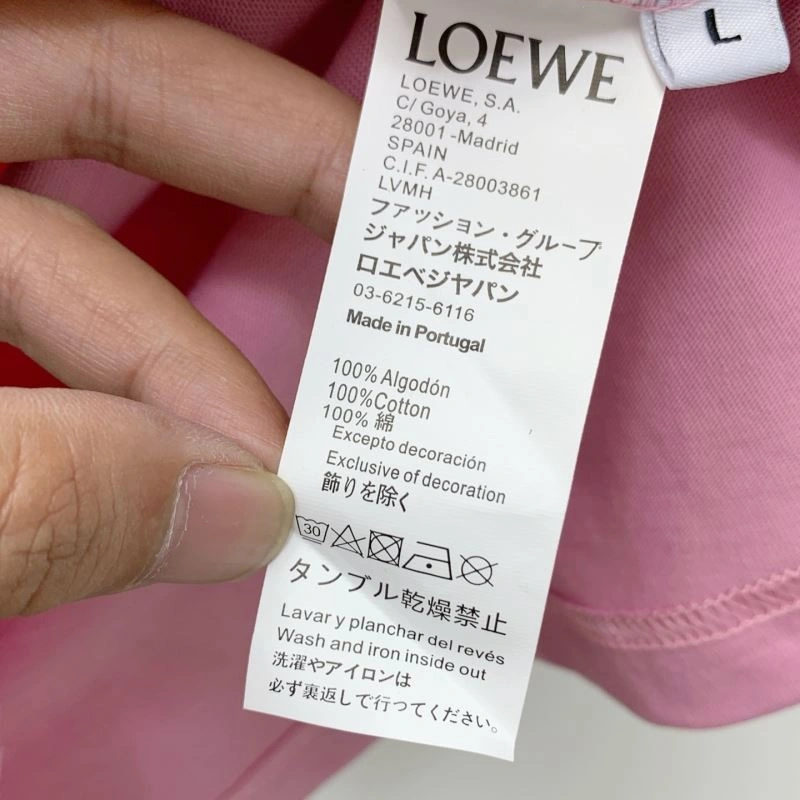 LOEWE
L
LOEWE, S.A.
C/ Goya, 4
28001 -Madrid
SPAIN
C.I.F. A-28003861
LVMH
ファッション・グループ
ジャパン株式会社
ロエベジヤパン
03-6215-6116
Made in Portugal
100% Algodón
100%Cotton
100% 綿
Excepto decoración
Exclusive of decoration
飾りを除く
30
タンブル乾燥禁止
Lavar y planchar del revés
Wash and iron inside out
洗濯やアイロンは
必ず裏返しで行つてください。